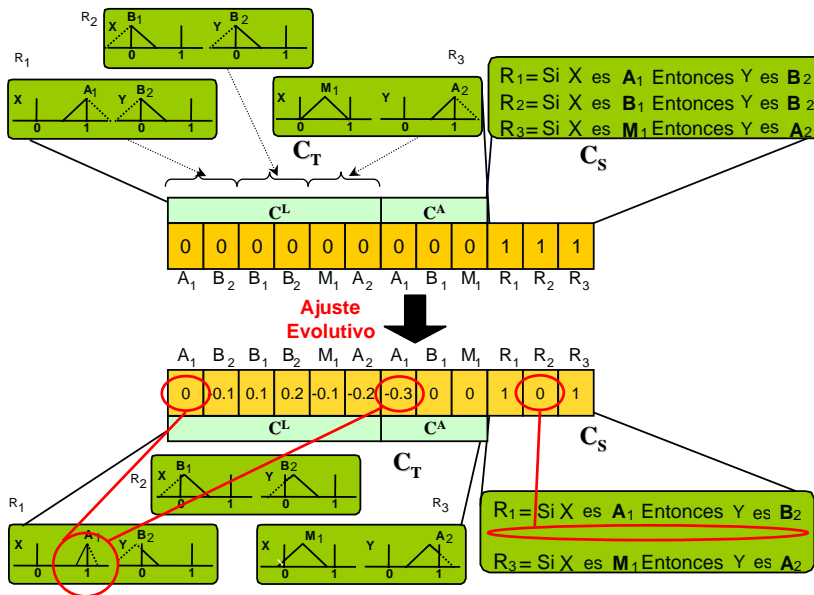 R1
X A1 Y B2
0 1 0 1
R2
X B1 Y B2
0 1 0 1
R3
X M1 Y A2
0 1 0 1
R1= Si X es A1 Entonces Y es B2
R2= Si X es B1 Entonces Y es B2
R3= Si X es M1 Entonces Y es A2
CT
CS
C^L C^A
0 0 0 0 0 0 0 0 0 1 1 1
A1 B2 B1 B2 M1 A2 A1 B1 M1 R1 R2 R3
Ajuste
Evolutivo
A1 B2 B1 B2 M1 A2 A1 B1 M1 R1 R2 R3
0 -0.1 0.1 0.2 -0.1 -0.2 -0.3 0 0 1 0 1
C^L C^A
CT
CS
R1
X A1 Y B2
0 1 0 1
R2
X B1 Y B2
0 1 0 1
R3
X M1 Y A2
0 1 0 1
R1= Si X es A1 Entonces Y es B2
R3= Si X es M1 Entonces Y es A2